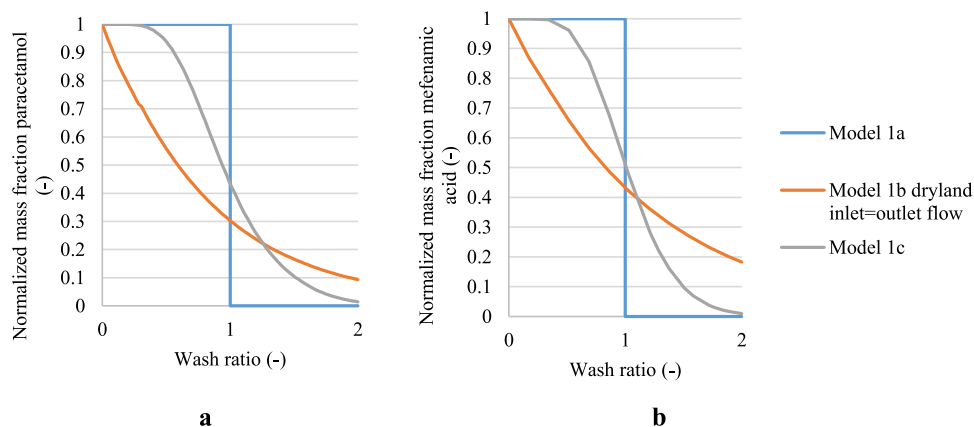 Normalized mass fraction paracetamol
(-)
1
0.9
0.8
0.7
0.6
0.5
0.4
0.3
0.2
0.1
0
0
1
2
Wash ratio (-)
a
Normalized mass fraction mefenamic
acid (-)
1
0.9
0.8
0.7
0.6
0.5
0.4
0.3
0.2
0.1
0
0
1
2
Wash ratio (-)
b
Model 1a
Model 1b dryland
inlet=outlet flow
Model 1c